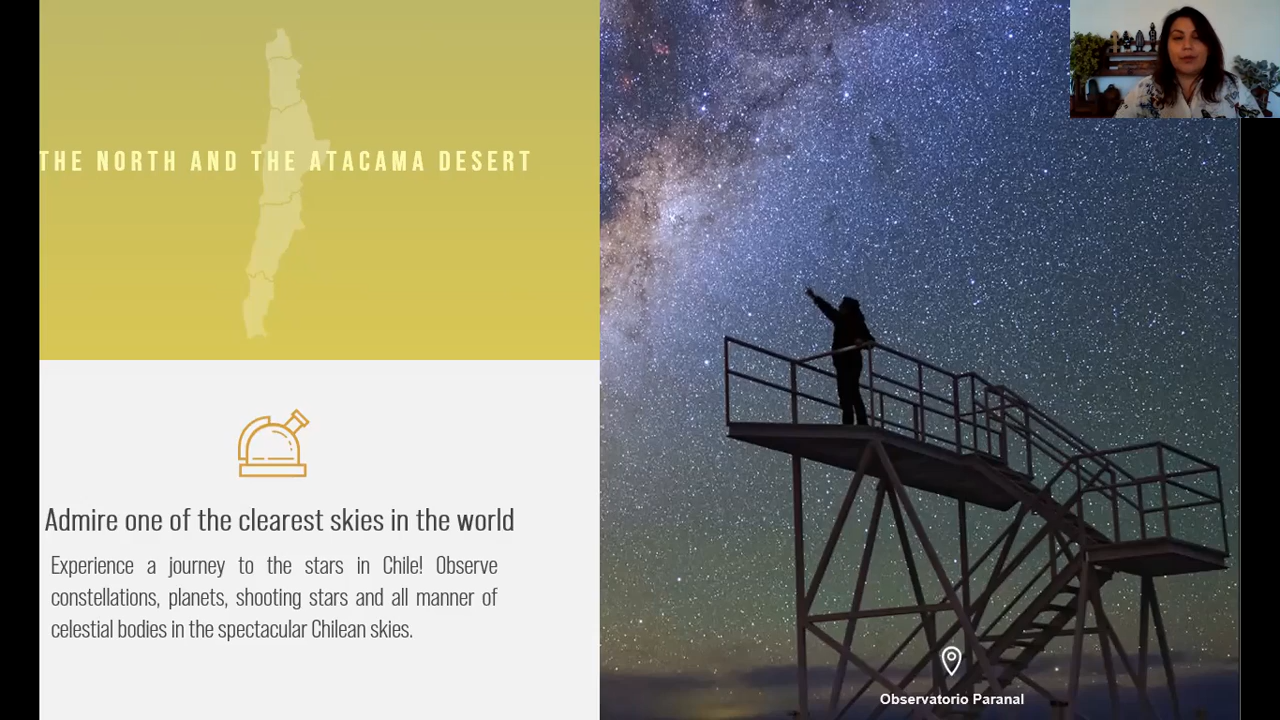 THE NORTH AND THE ATACAMA DESERT
Admire one of the clearest skies in the world
Experience a journey to the stars in Chile! Observe
constellations, planets, shooting stars and all manner of
celestial bodies in the spectacular Chilean skies.
Observatorio Paranal